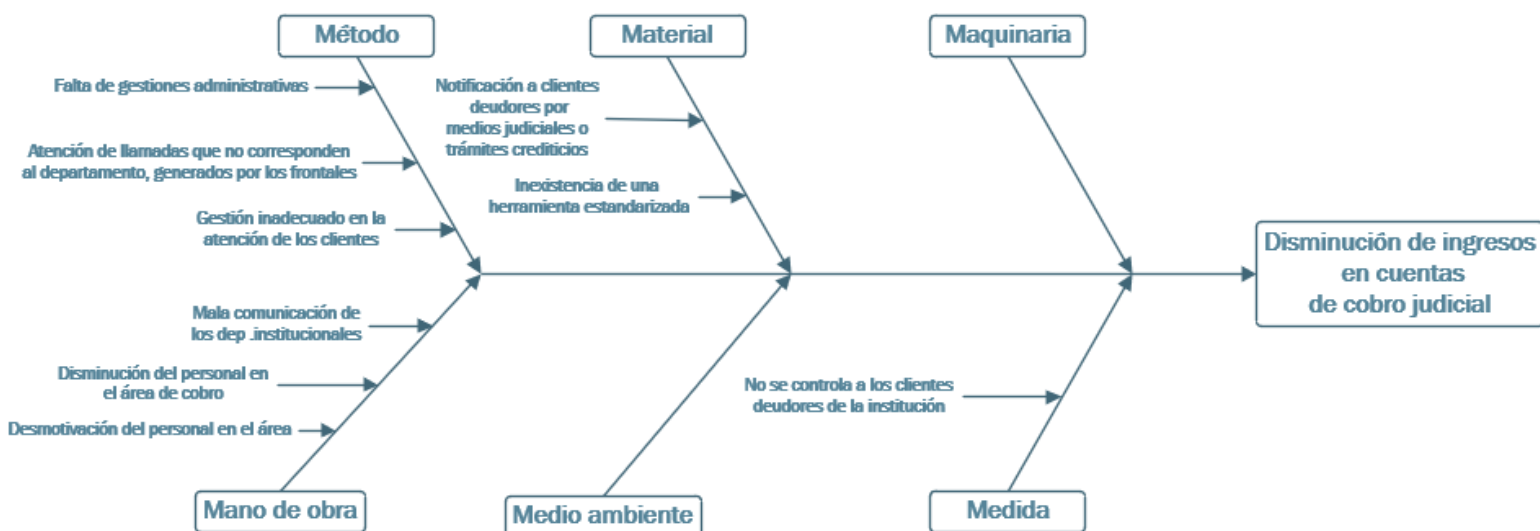 Método
Material
Maquinaria
Falta de gestiones administrativas
Atención de llamadas que no corresponden
al departamento, generados por los frontales
Gestión inadecuado en la
atención de los clientes
Notificación a clientes
deudores por
medios judiciales o
trámites crediticios
Inexistencia de una
herramienta estandarizada
Disminución de ingresos
en cuentas
de cobro judicial
Mala comunicación de
los dep .institucionales
Disminución del personal en
el área de cobro
Desmotivación del personal en el área
No se controla a los clientes
deudores de la institución
Mano de obra
Medio ambiente
Medida